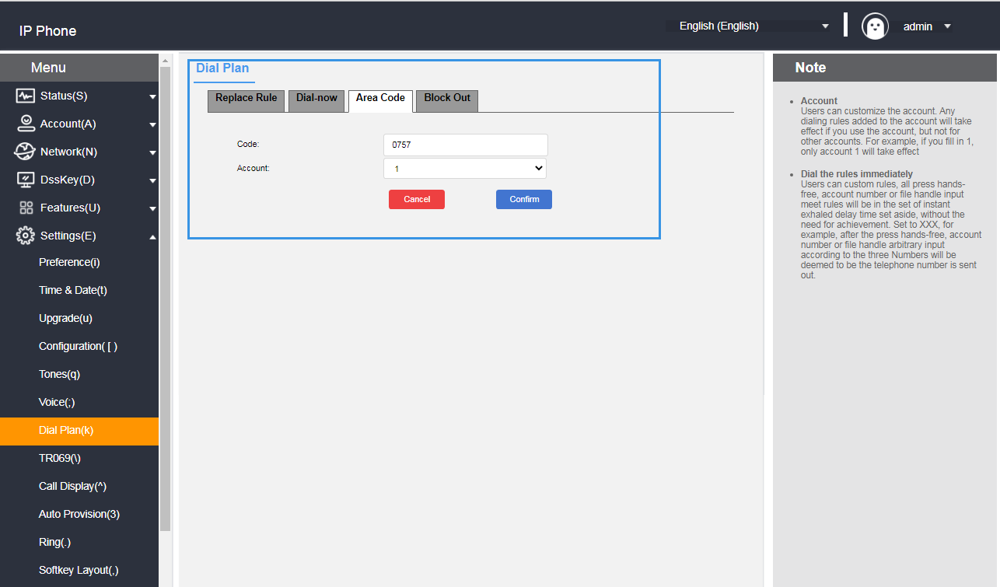 IP Phone
English (English)
admin
Menu
Status(S)
Account(A)
Network(N)
DssKey(D)
Features(U)
Settings(E)
Preference(i)
Time & Date(t)
Upgrade(u)
Configuration( [ )
Tones(q)
Voice(;)
Dial Plan(k)
TR069(\)
Call Display(^)
Auto Provision(3)
Ring(.)
Softkey Layout(,)
Dial Plan
Replace Rule
Dial-now
Area Code
Block Out
Code:
0757
Account:
1
Cancel
Confirm
Note
Account
Users can customize the account. Any
dialing rules added to the account will take
effect if you use the account, but not for
other accounts. For example, if you fill in 1,
only account 1 will take effect
Dial the rules immediately
Users can custom rules, all press hands-
free, account number or file handle input
meet rules will be in the set of instant
exhaled delay time set aside, without the
need for achievement. Set to XXX, for
example, after the press hands-free, account
number or file handle arbitrary input
according to the three Numbers will be
deemed to be the telephone number is sent
out.